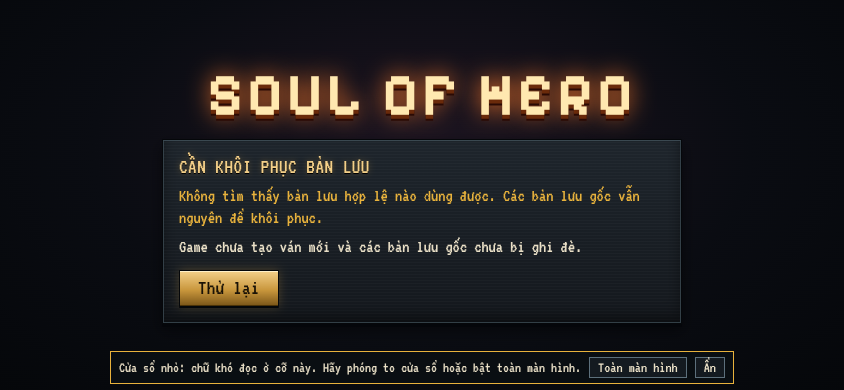 SOUL OF HERO
CẦN KHÔI PHỤC BẢN LƯU
Không tìm thấy bản lưu hợp lệ nào dùng được. Các bản lưu gốc vẫn
nguyên để khôi phục.
Game chưa tạo ván mới và các bản lưu gốc chưa bị ghi đè.
Thử lại
Cửa sổ nhỏ: chữ khó đọc ở cỡ này. Hãy phóng to cửa sổ hoặc bật toàn màn hình. Toàn màn hình Ẩn